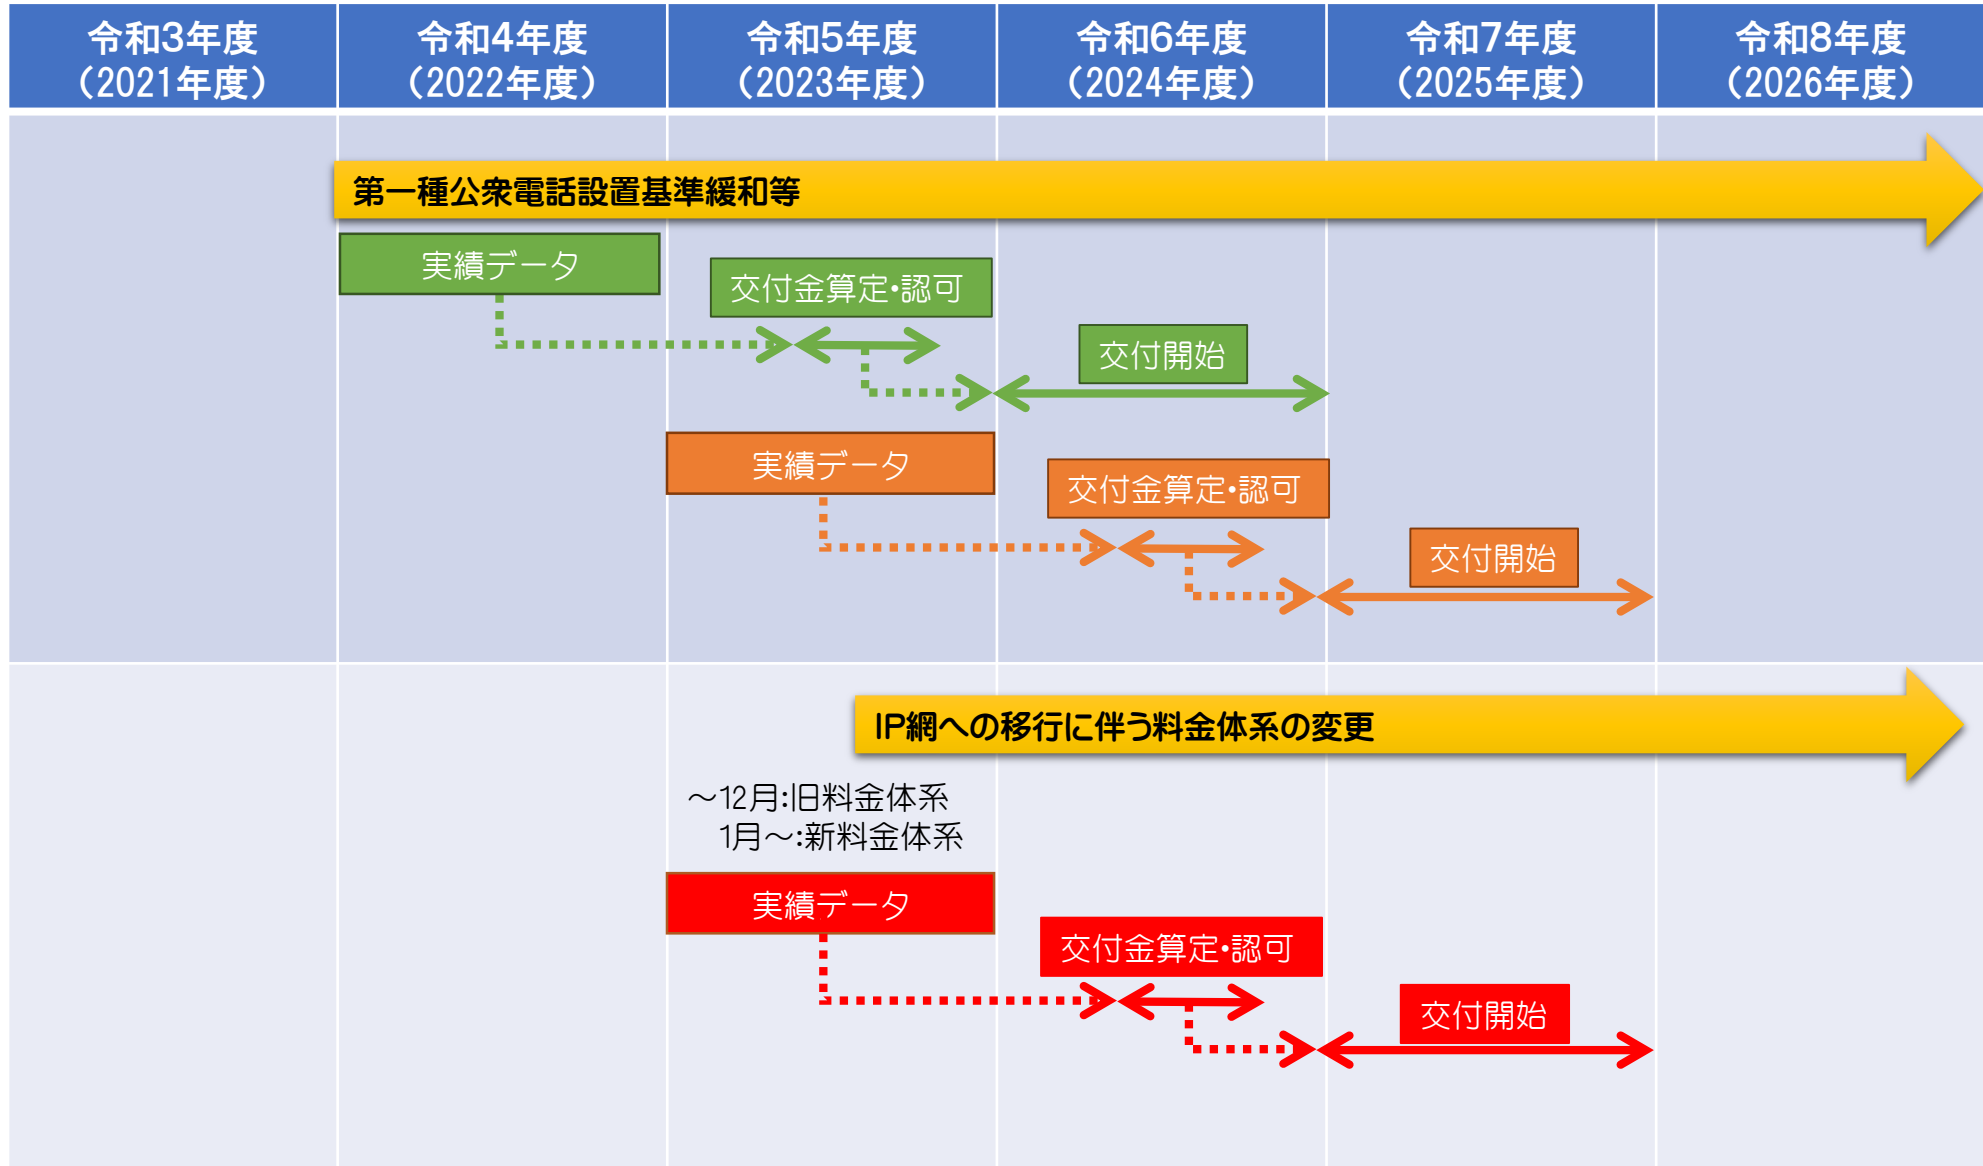 令和3年度
（2021年度）
令和4年度
（2022年度）
令和5年度
（2023年度）
令和6年度
（2024年度）
令和7年度
（2025年度）
令和8年度
（2026年度）
第一種公衆電話設置基準緩和等
実績データ
交付金算定・認可
交付開始
実績データ
交付金算定・認可
交付開始
IP網への移行に伴う料金体系の変更
～12月：旧料金体系
1月～：新料金体系
実績データ
交付金算定・認可
交付開始